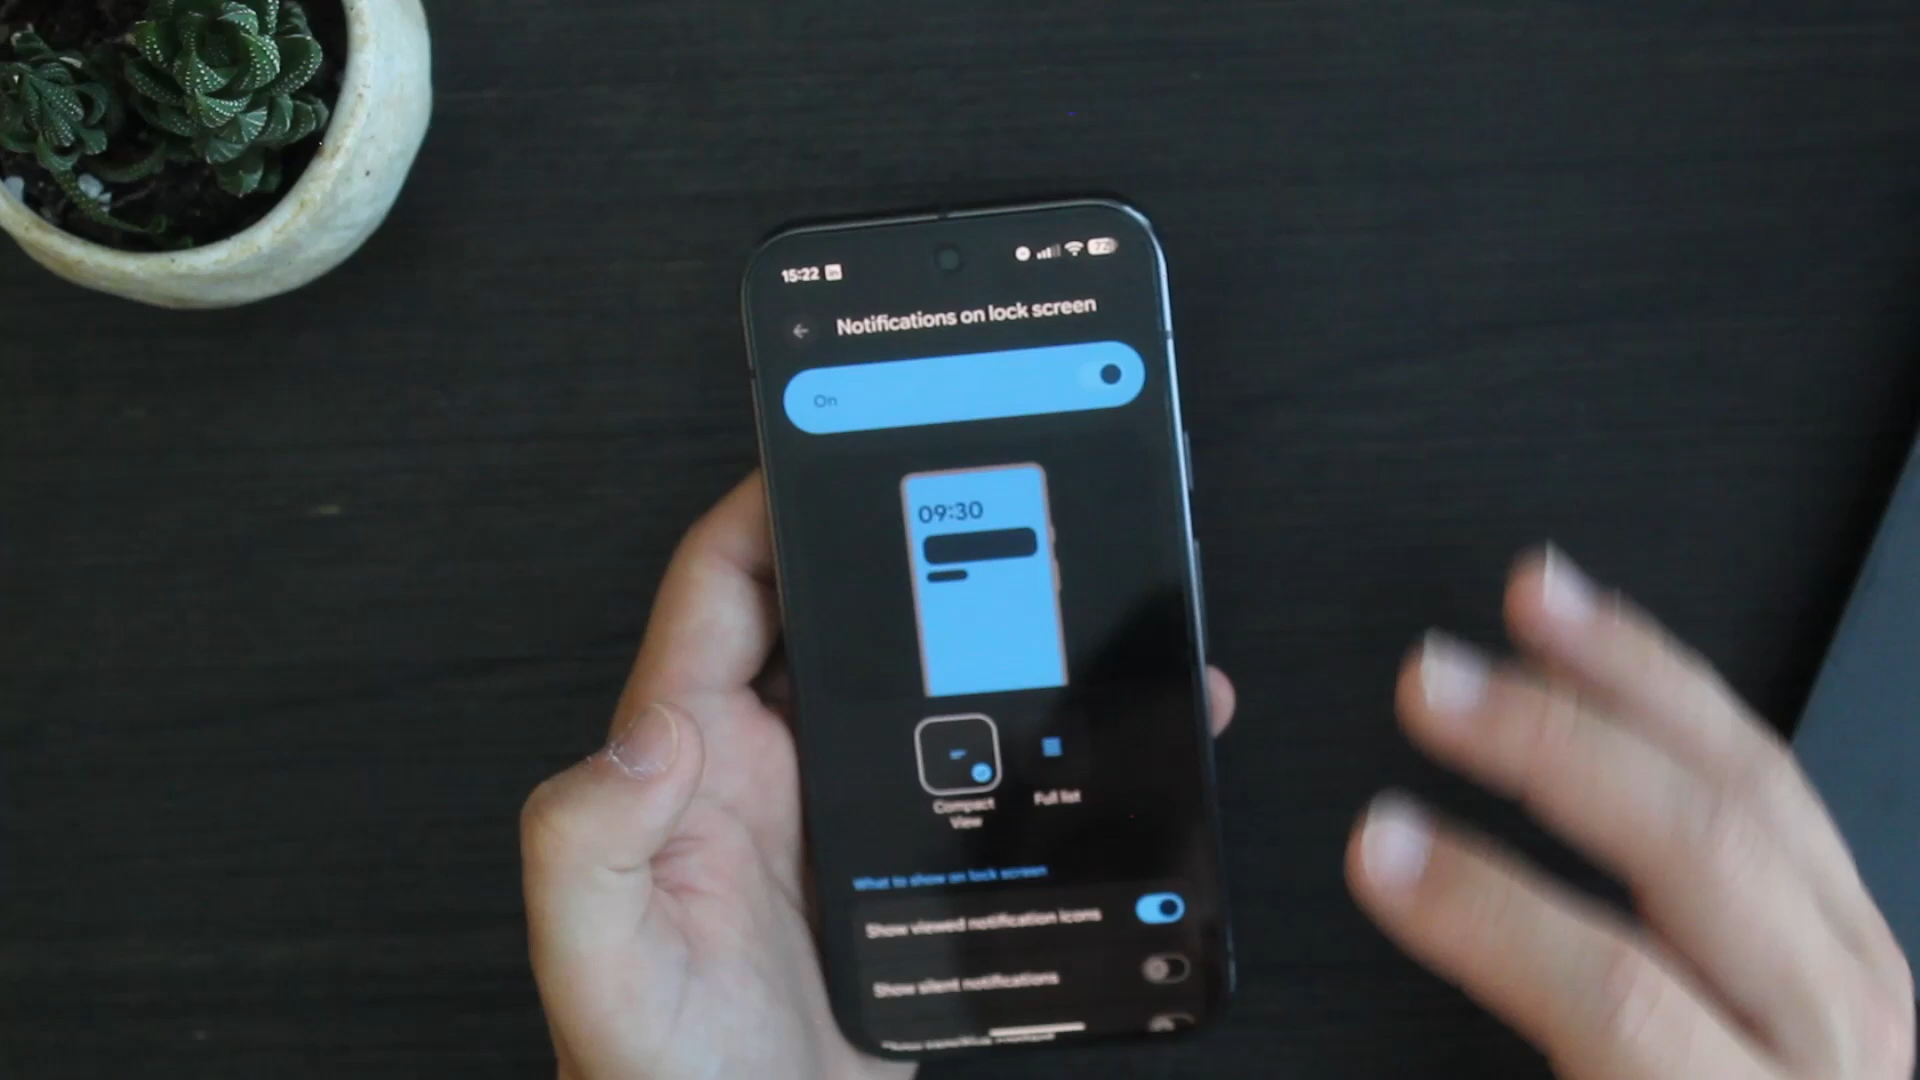 15:22
Notifications on lock screen
On
09:30
Compact
View
Full list
What to show on lock screen
Show viewed notification icons
Show silent notifications